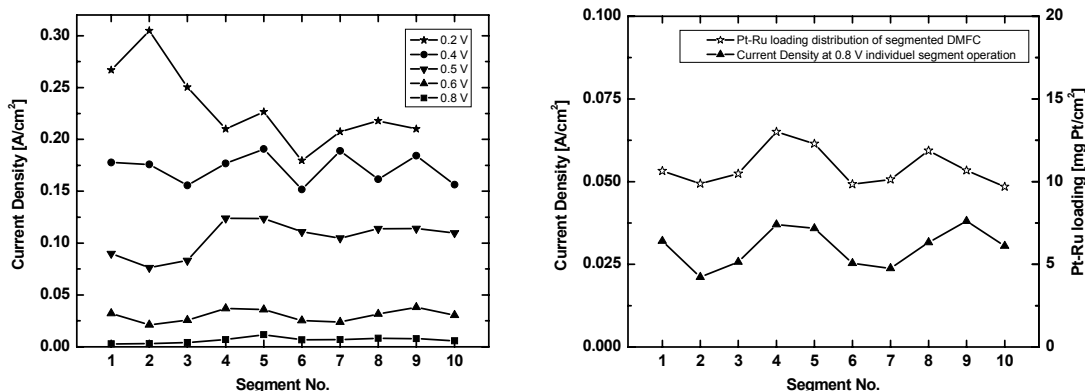 0.30
0.25
0.20
0.15
0.10
0.05
0.00
Current Density [A/cm²]
0.2 V
0.4 V
0.5 V
0.6 V
0.8 V
1 2 3 4 5 6 7 8 9 10
Segment No.
0.100
0.075
0.050
0.025
0.000
Current Density [A/cm²]
Pt-Ru loading distribution of segmented DMFC
Current Density at 0.8 V individuel segment operation
20
15
10
5
0
Pt-Ru loading [mg Pt/cm²]
1 2 3 4 5 6 7 8 9 10
Segment No.